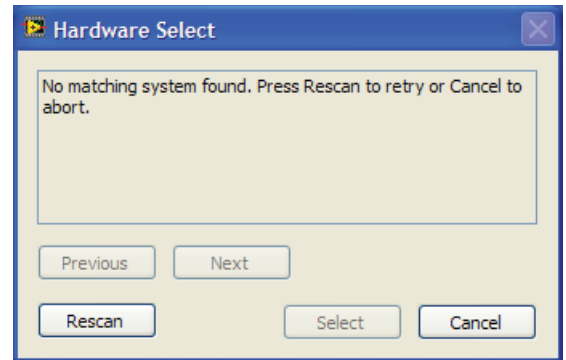 Hardware Select
No matching system found. Press Rescan to retry or Cancel to
abort.
Previous Next
Rescan Select Cancel